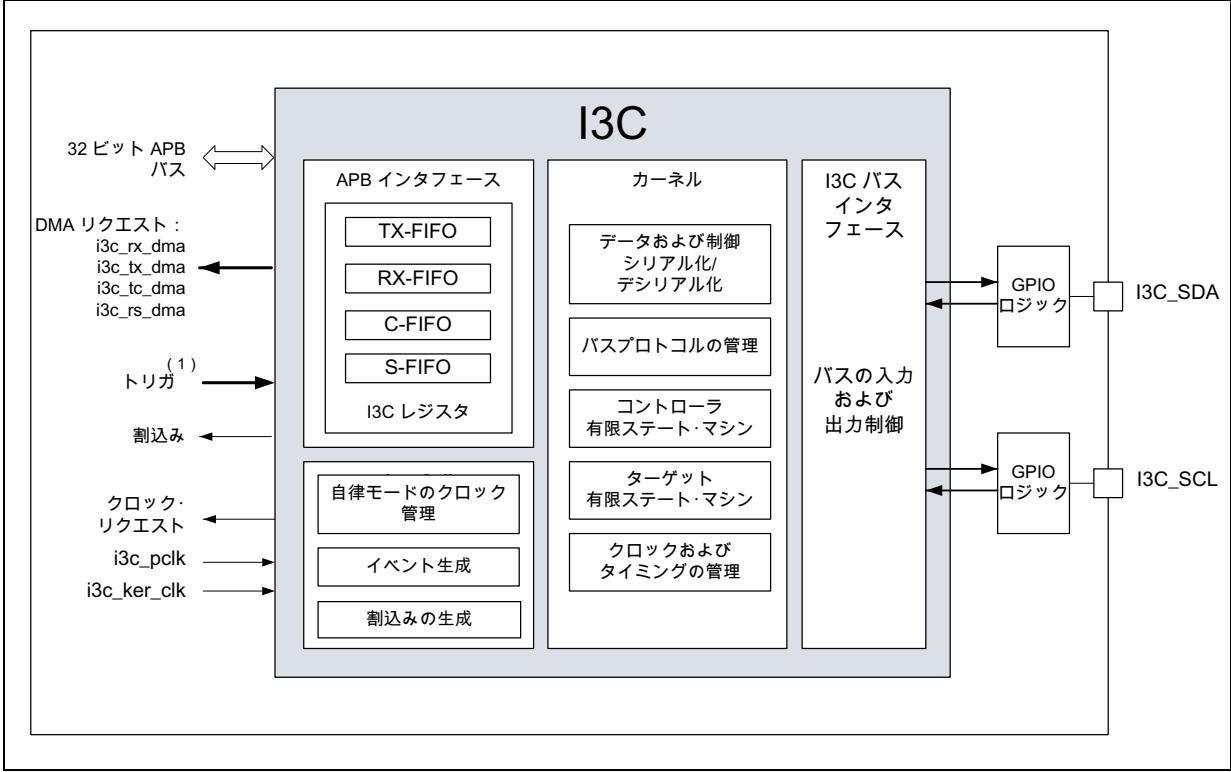 I3C
32 ビット APB
バス
DMA リクエスト：
i3c_rx_dma
i3c_tx_dma
i3c_tc_dma
i3c_rs_dma
トリガ(1)
割込み
クロック・
リクエスト
i3c_pclk
i3c_ker_clk
APB インタフェース
TX-FIFO
RX-FIFO
C-FIFO
S-FIFO
I3C レジスタ
自律モードのクロック
管理
イベント生成
割込みの生成
カーネル
データおよび制御
シリアル化/
デシリアル化
バスプロトコルの管理
コントローラ
有限ステート・マシン
ターゲット
有限ステート・マシン
クロックおよび
タイミングの管理
I3C バス
インタ
フェース
バスの入力
および
出力制御
GPIO
ロジック
I3C_SDA
GPIO
ロジック
I3C_SCL